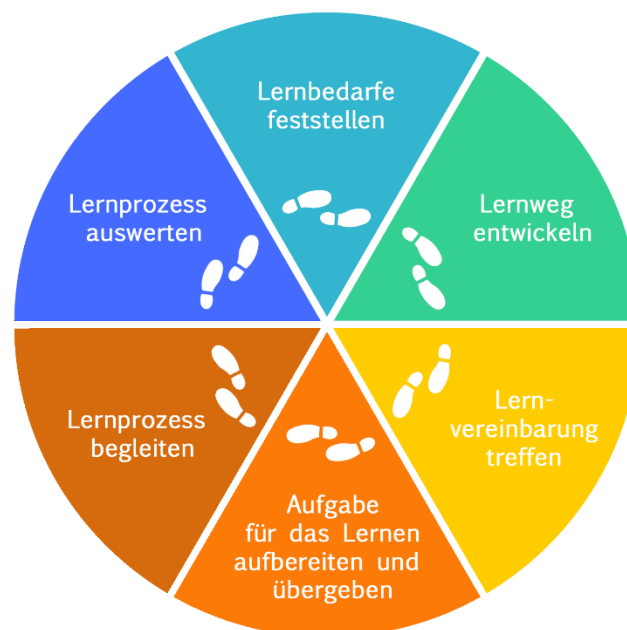 Lernbedarfe
feststellen
Lernweg
entwickeln
Lern-
vereinbarung
treffen
Aufgabe
für das Lernen
aufbereiten und
übergeben
Lernprozess
begleiten
Lernprozess
auswerten